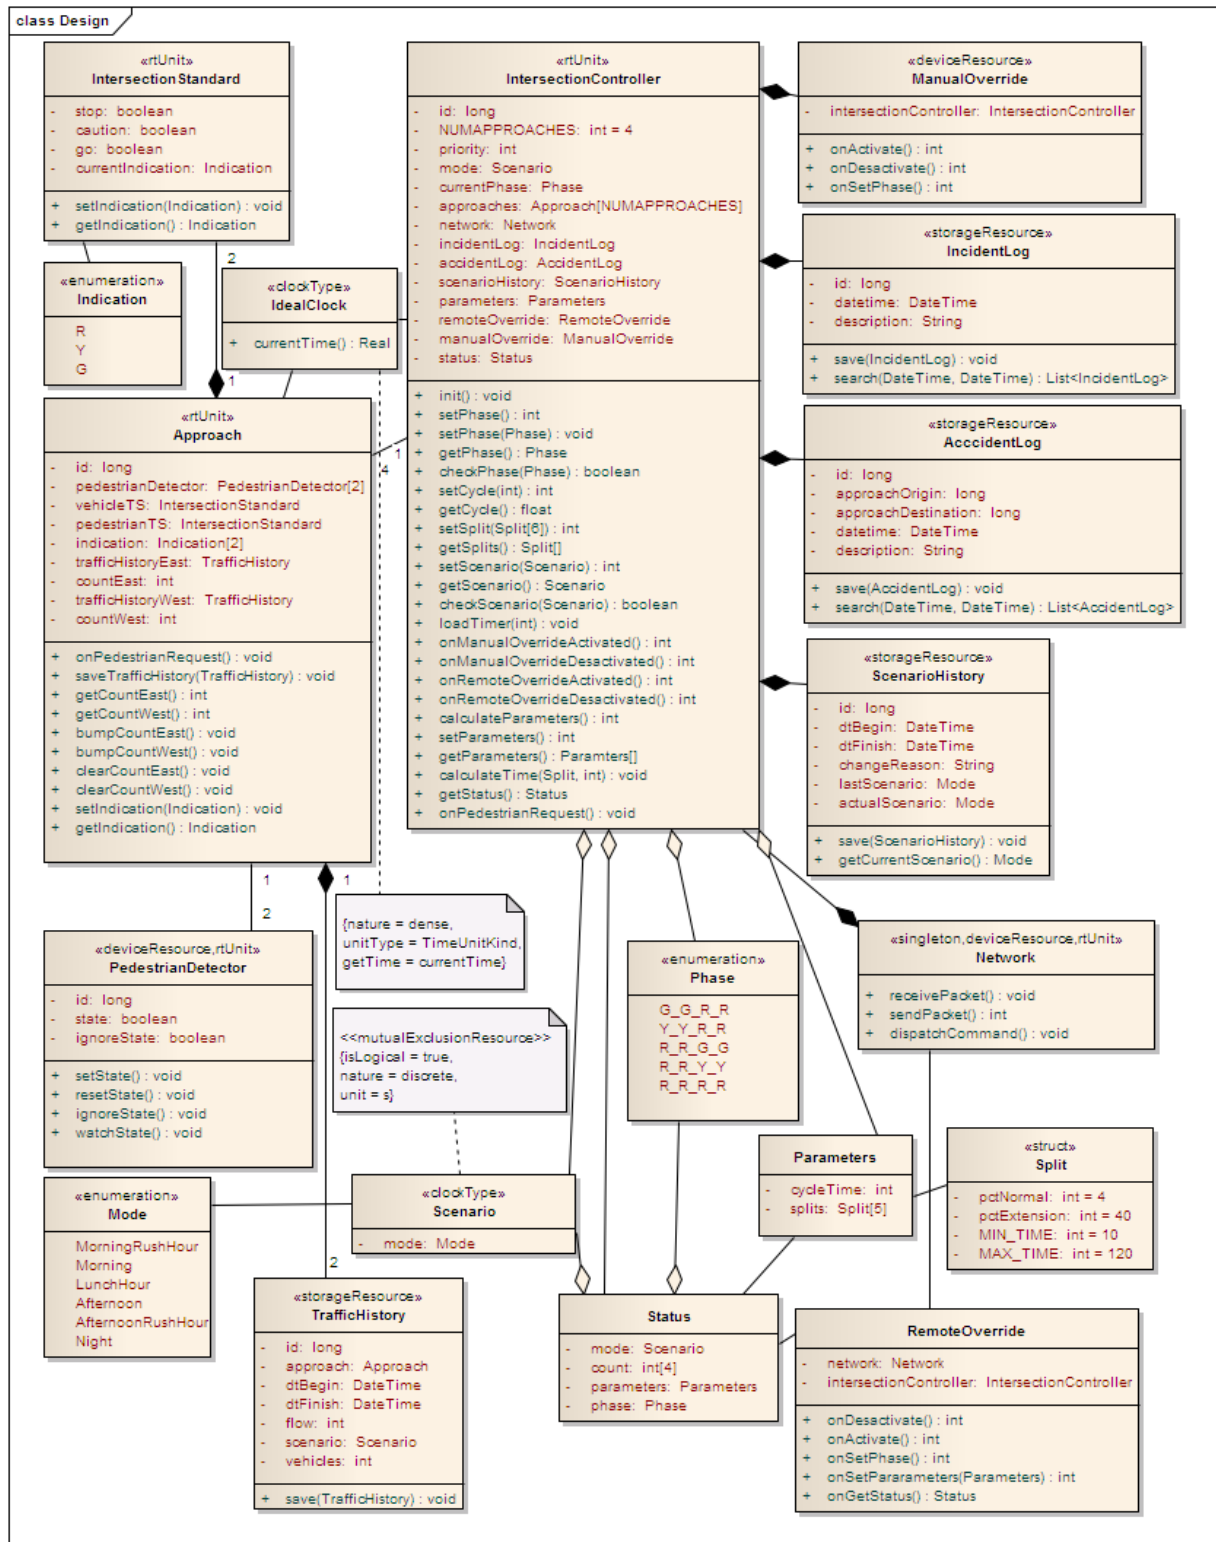 class Design
«rtUnit»
IntersectionStandard
- stop: boolean
- caution: boolean
- go: boolean
- currentIndication: Indication
+ setIndication(Indication) : void
+ getIndication() : Indication
2
«enumeration»
Indication
R
Y
G
«clockType»
IdealClock
+ currentTime() : Real
1
«rtUnit»
Approach
- id: long
- pedestrianDetector: PedestrianDetector[2]
- vehicleTS: IntersectionStandard
- pedestrianTS: IntersectionStandard
- indication: Indication[2]
- trafficHistoryEast: TrafficHistory
- countEast: int
- trafficHistoryWest: TrafficHistory
- countWest: int
+ onPedestrianRequest() : void
+ saveTrafficHistory(TrafficHistory) : void
+ getCountEast() : int
+ getCountWest() : int
+ bumpCountEast() : void
+ bumpCountWest() : void
+ clearCountEast() : void
+ clearCountWest() : void
+ setIndication(Indication) : void
+ getIndication() : Indication
4
1
1
2
1
«rtUnit»
IntersectionController
- id: long
- NUMAPPROACHES: int = 4
- priority: int
- mode: Scenario
- currentPhase: Phase
- approaches: Approach[NUMAPPROACHES]
- network: Network
- incidentLog: IncidentLog
- accidentLog: AccidentLog
- scenarioHistory: ScenarioHistory
- parameters: Parameters
- remoteOverride: RemoteOverride
- manualOverride: ManualOverride
- status: Status
+ init() : void
+ setPhase() : int
+ setPhase(Phase) : void
+ getPhase() : Phase
+ checkPhase(Phase) : boolean
+ setCycle(int) : int
+ getCycle() : float
+ setSplit(Split[6]) : int
+ getSplits() : Split[]
+ setScenario(Scenario) : int
+ getScenario() : Scenario
+ checkScenario(Scenario) : boolean
+ loadTimer(int) : void
+ onManualOverrideActivated() : int
+ onManualOverrideDesactivated() : int
+ onRemoteOverrideActivated() : int
+ onRemoteOverrideDesactivated() : int
+ calculateParameters() : int
+ setParameters() : int
+ getParameters() : Paramters[]
+ calculateTime(Split, int) : void
+ getStatus() : Status
+ onPedestrianRequest() : void
«deviceResource»
ManualOverride
- intersectionController: IntersectionController
+ onActivate() : int
+ onDesactivate() : int
+ onSetPhase() : int
«storageResource»
IncidentLog
- id: long
- datetime: DateTime
- description: String
+ save(IncidentLog) : void
+ search(DateTime, DateTime) : List<IncidentLog>
«storageResource»
AcccidentLog
- id: long
- approachOrigin: long
- approachDestination: long
- datetime: DateTime
- description: String
+ save(AccidentLog) : void
+ search(DateTime, DateTime) : List<AccidentLog>
«storageResource»
ScenarioHistory
- id: long
- dtBegin: DateTime
- dtFinish: DateTime
- changeReason: String
- lastScenario: Mode
- actualScenario: Mode
+ save(ScenarioHistory) : void
+ getCurrentScenario() : Mode
«deviceResource,rtUnit»
PedestrianDetector
- id: long
- state: boolean
- ignoreState: boolean
+ setState() : void
+ resetState() : void
+ ignoreState() : void
+ watchState() : void
{nature = dense,
unitType = TimeUnitKind,
getTime = currentTime}
<<mutualExclusionResource>>
{isLogical = true,
nature = discrete,
unit = s}
«enumeration»
Phase
G_G_R_R
Y_Y_R_R
R_R_G_G
R_R_Y_Y
R_R_R_R
«singleton,deviceResource,rtUnit»
Network
+ receivePacket() : void
+ sendPacket() : int
+ dispatchCommand() : void
«enumeration»
Mode
MorningRushHour
Morning
LunchHour
Afternoon
AfternoonRushHour
Night
«clockType»
Scenario
- mode: Mode
Parameters
- cycleTime: int
- splits: Split[5]
«struct»
Split
- pctNormal: int = 4
- pctExtension: int = 40
- MIN_TIME: int = 10
- MAX_TIME: int = 120
2
«storageResource»
TrafficHistory
- id: long
- approach: Approach
- dtBegin: DateTime
- dtFinish: DateTime
- flow: int
- scenario: Scenario
- vehicles: int
+ save(TrafficHistory) : void
Status
- mode: Scenario
- count: int[4]
- parameters: Parameters
- phase: Phase
RemoteOverride
- network: Network
- intersectionController: IntersectionController
+ onDesactivate() : int
+ onActivate() : int
+ onSetPhase() : int
+ onSetPararameters(Parameters) : int
+ onGetStatus() : Status